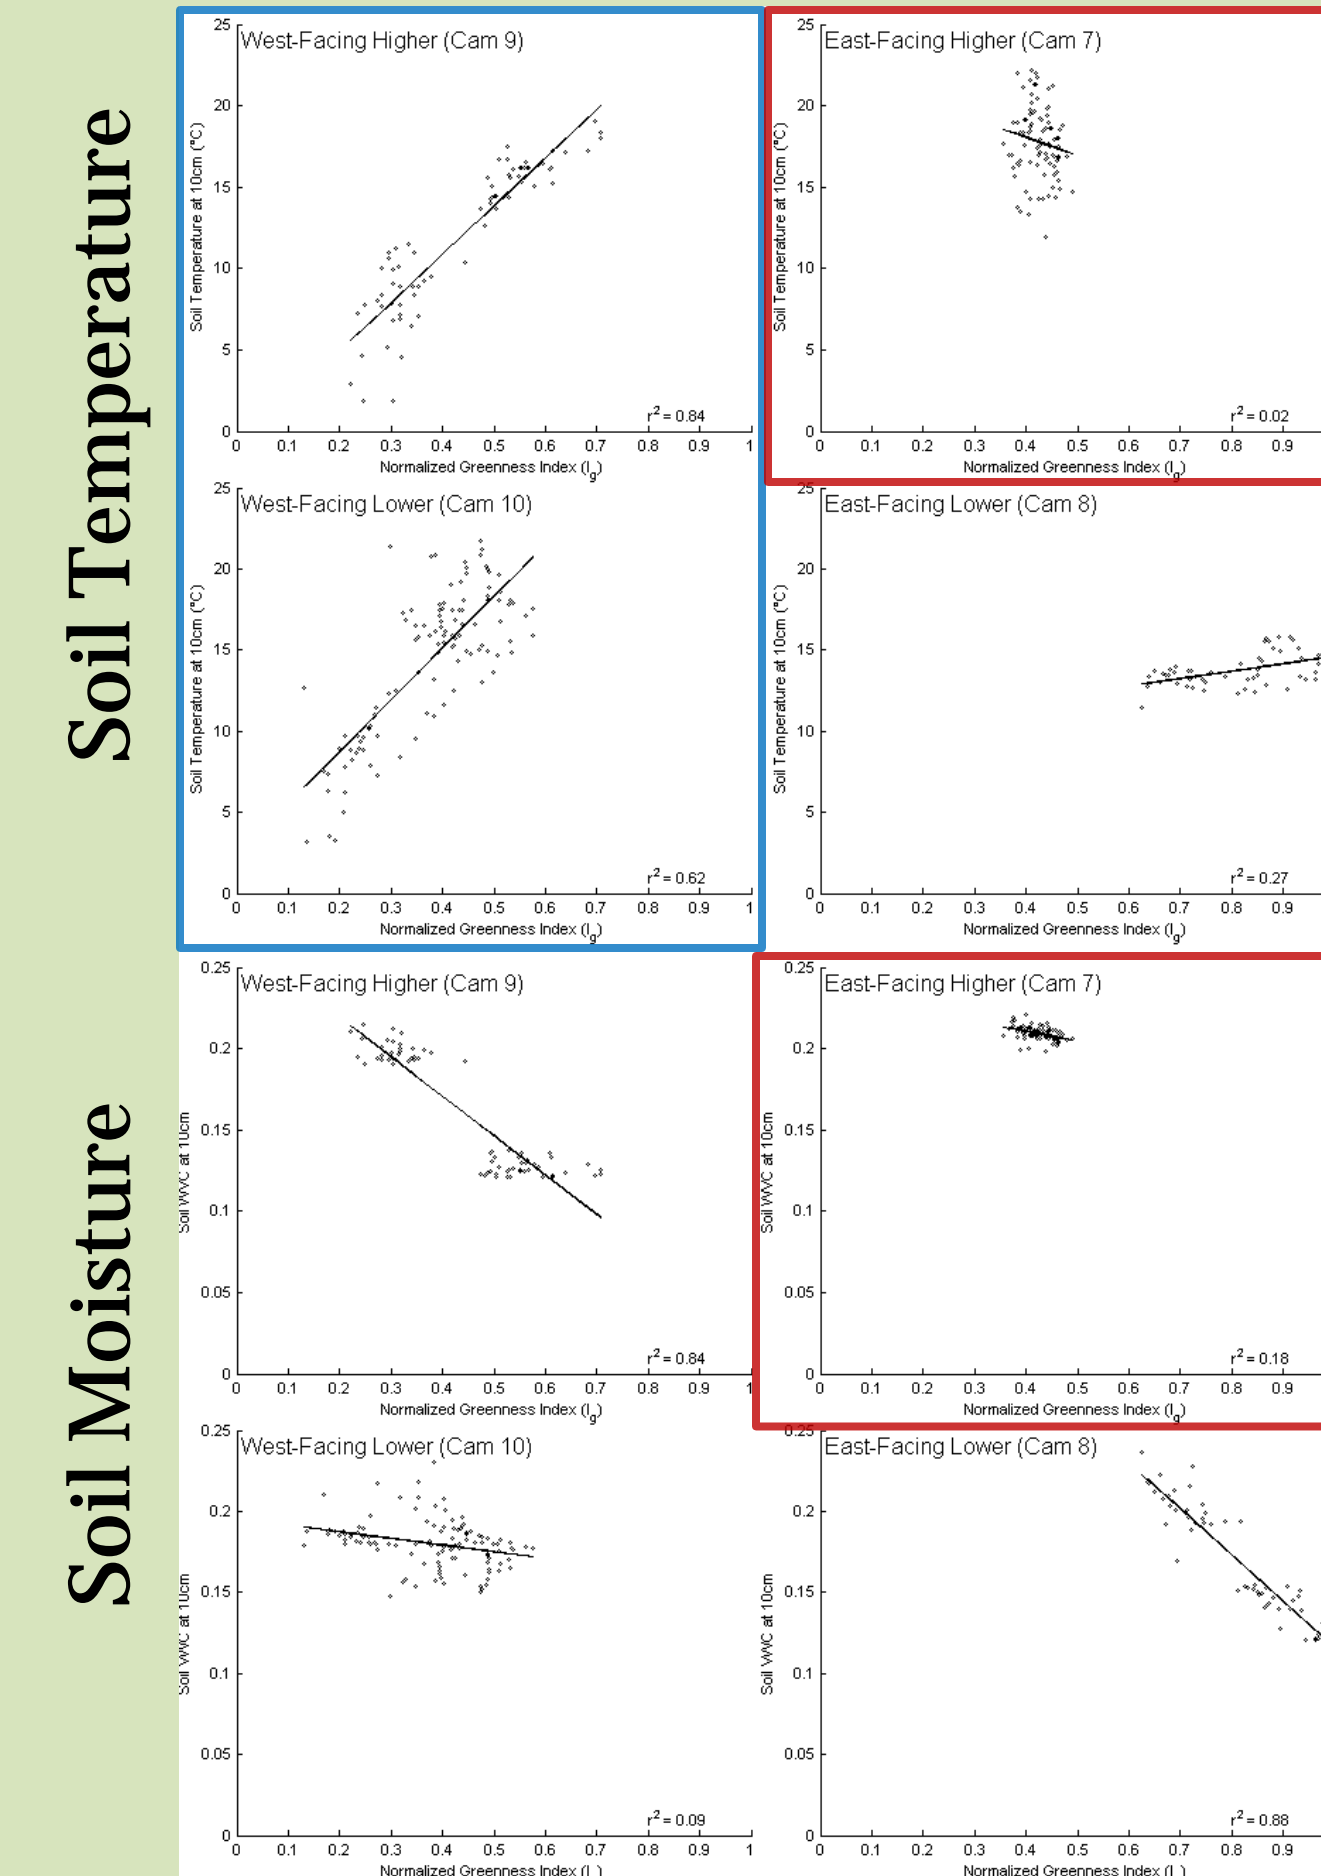 Soil Temperature
West-Facing Higher (Cam 9)
25
20
15
10
5
0
Soil Temperature at 10cm (°C)
r² = 0.84
0 0.1 0.2 0.3 0.4 0.5 0.6 0.7 0.8 0.9 1
Normalized Greenness Index (Ig)
East-Facing Higher (Cam 7)
25
20
15
10
5
0
Soil Temperature at 10cm (°C)
r² = 0.02
0 0.1 0.2 0.3 0.4 0.5 0.6 0.7 0.8 0.9
Normalized Greenness Index (Ig)
West-Facing Lower (Cam 10)
25
20
15
10
5
0
Soil Temperature at 10cm (°C)
r² = 0.62
0 0.1 0.2 0.3 0.4 0.5 0.6 0.7 0.8 0.9 1
Normalized Greenness Index (Ig)
East-Facing Lower (Cam 8)
25
20
15
10
5
0
Soil Temperature at 10cm (°C)
r² = 0.27
0 0.1 0.2 0.3 0.4 0.5 0.6 0.7 0.8 0.9
Normalized Greenness Index (Ig)
Soil Moisture
West-Facing Higher (Cam 9)
0.25
0.2
0.15
0.1
0.05
0
Soil WVC at 10cm
r² = 0.84
0 0.1 0.2 0.3 0.4 0.5 0.6 0.7 0.8 0.9 1
Normalized Greenness Index (Ig)
East-Facing Higher (Cam 7)
0.25
0.2
0.15
0.1
0.05
0
Soil WVC at 10cm
r² = 0.18
0 0.1 0.2 0.3 0.4 0.5 0.6 0.7 0.8 0.9
Normalized Greenness Index (Ig)
West-Facing Lower (Cam 10)
0.25
0.2
0.15
0.1
0.05
0
Soil WVC at 10cm
r² = 0.09
0 0.1 0.2 0.3 0.4 0.5 0.6 0.7 0.8 0.9 1
Normalized Greenness Index (I
East-Facing Lower (Cam 8)
0.25
0.2
0.15
0.1
0.05
0
Soil WVC at 10cm
r² = 0.88
0 0.1 0.2 0.3 0.4 0.5 0.6 0.7 0.8 0.9
Normalized Greenness Index (I